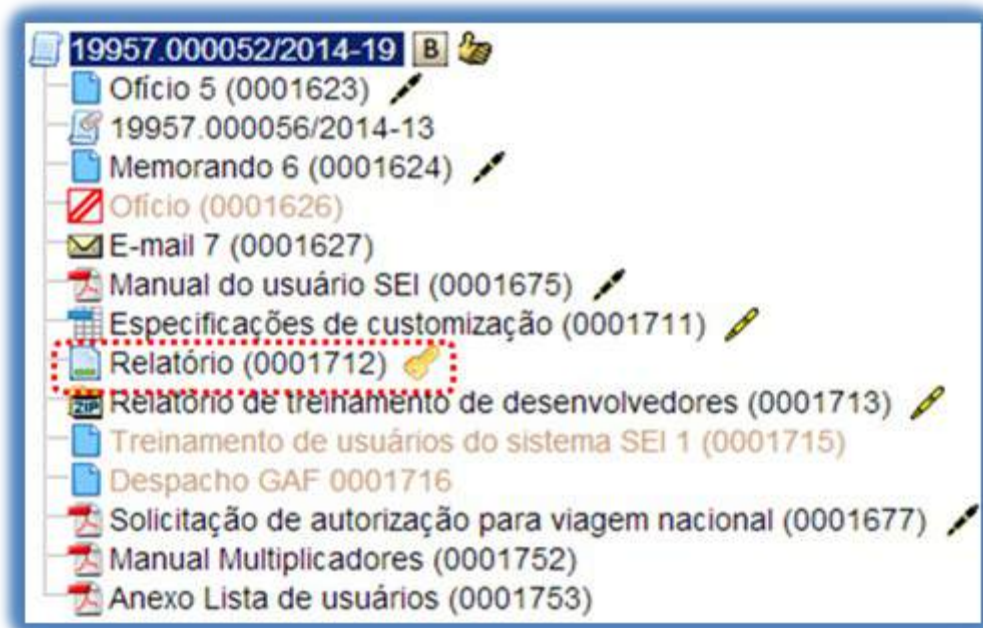 19957.000052/2014-19 B
Ofício 5 (0001623)
19957.000056/2014-13
Memorando 6 (0001624)
Ofício (0001626)
E-mail 7 (0001627)
Manual do usuário SEI (0001675)
Especificações de customização (0001711)
Relatório (0001712)
ZIP Relatório de treinamento de desenvolvedores (0001713)
Treinamento de usuários do sistema SEI 1 (0001715)
Despacho GAF 0001716
Solicitação de autorização para viagem nacional (0001677)
Manual Multiplicadores (0001752)
Anexo Lista de usuários (0001753)